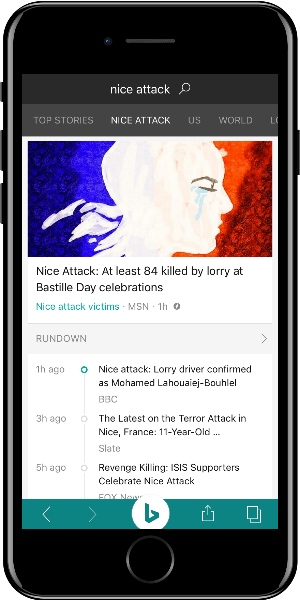 nice attack
TOP STORIES NICE ATTACK US WORLD LO
Nice Attack: At least 84 killed by lorry at
Bastille Day celebrations
Nice attack victims · MSN · 1h
RUNDOWN
1h ago
Nice attack: Lorry driver confirmed
as Mohamed Lahouaiej-Bouhlel
BBC
3h ago
The Latest on the Terror Attack in
Nice, France: 11-Year-Old ...
Slate
5h ago
Revenge Killing: ISIS Supporters
Celebrate Nice Attack
FOX News